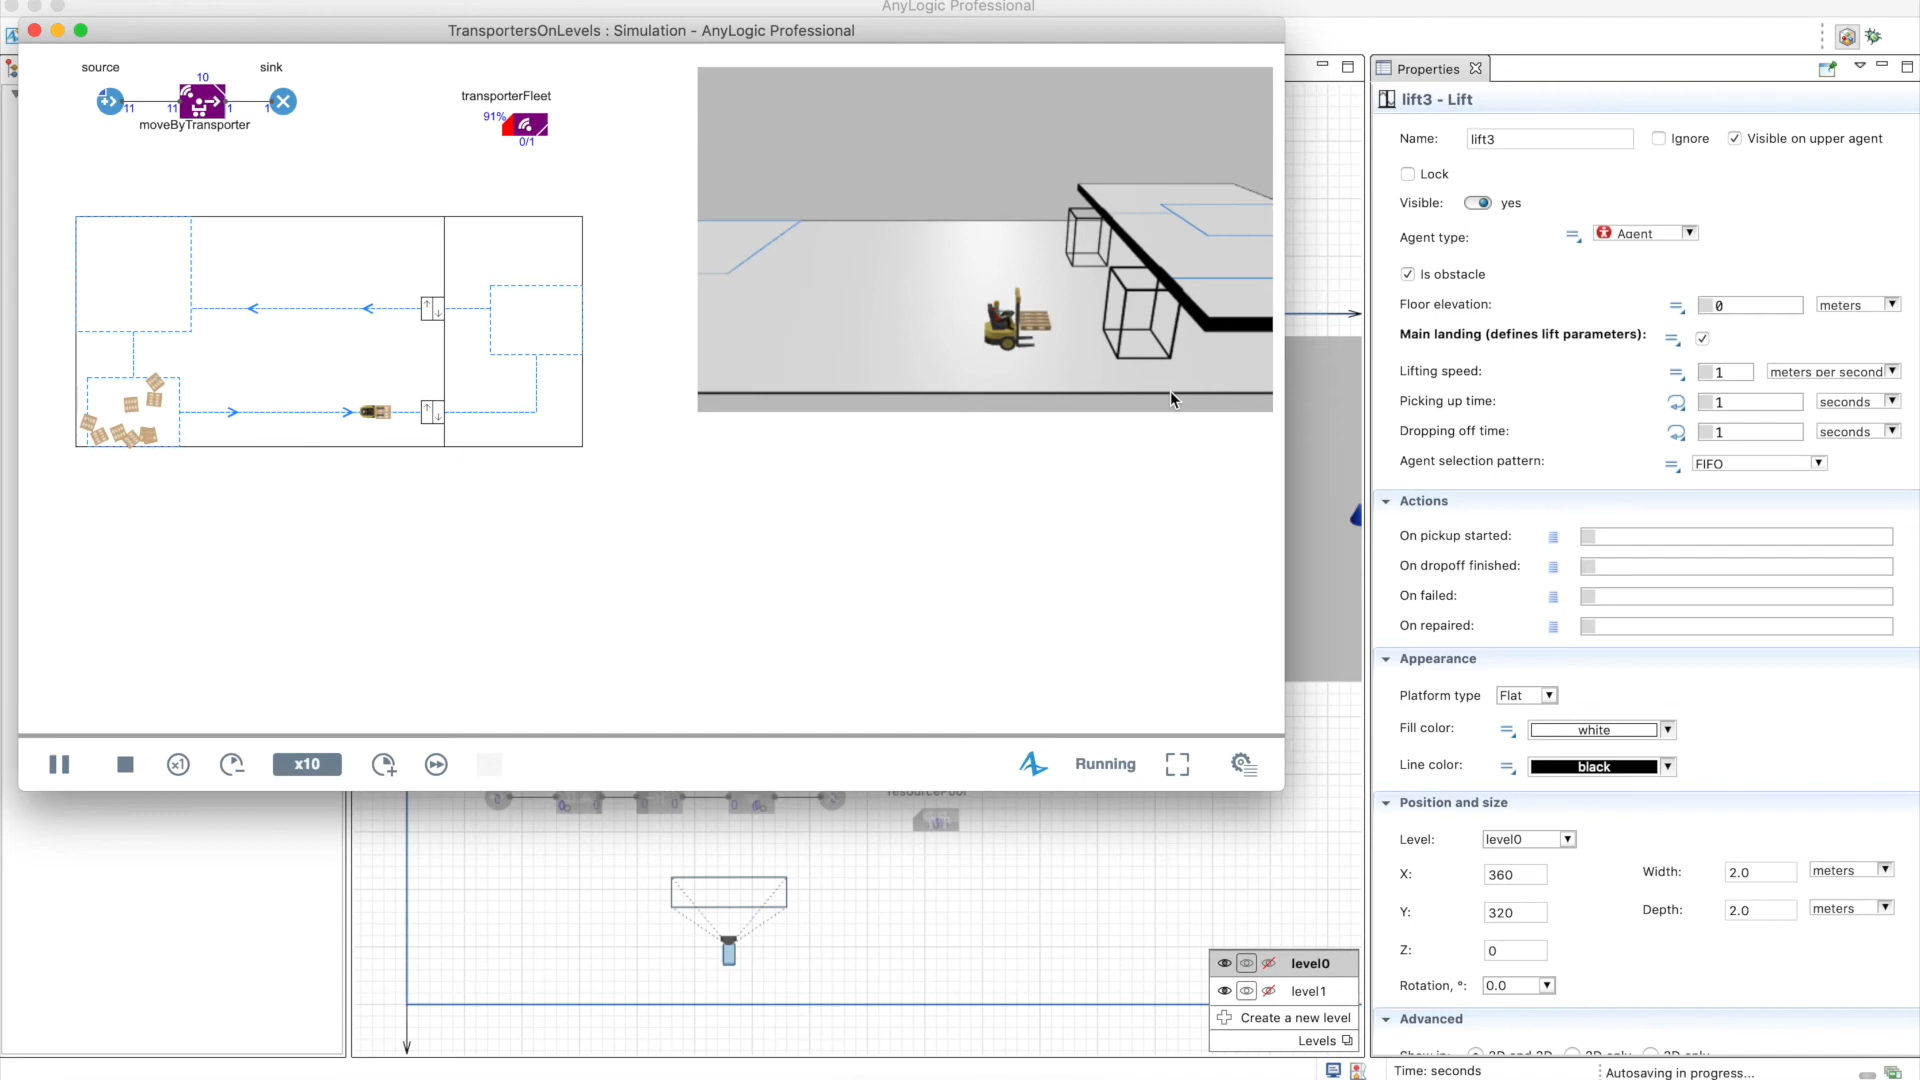 AnyLogic Professional
TransportersOnLevels : Simulation - AnyLogic Professional
source
sink
10
11
11
1
1
moveByTransporter
transporterFleet
91%
0/1
x10
Running
level0
level1
Create a new level
Levels
Properties
lift3 - Lift
Name:
lift3
Ignore
Visible on upper agent
Lock
Visible:
yes
Agent type:
Agent
Is obstacle
Floor elevation:
0
meters
Main landing (defines lift parameters):
Lifting speed:
1
meters per second
Picking up time:
1
seconds
Dropping off time:
1
seconds
Agent selection pattern:
FIFO
Actions
On pickup started:
On dropoff finished:
On failed:
On repaired:
Appearance
Platform type
Flat
Fill color:
white
Line color:
black
Position and size
Level:
level0
X:
360
Width:
2.0
meters
Y:
320
Depth:
2.0
meters
Z:
0
Rotation, °:
0.0
Advanced
Time: seconds
Autosaving in progress...